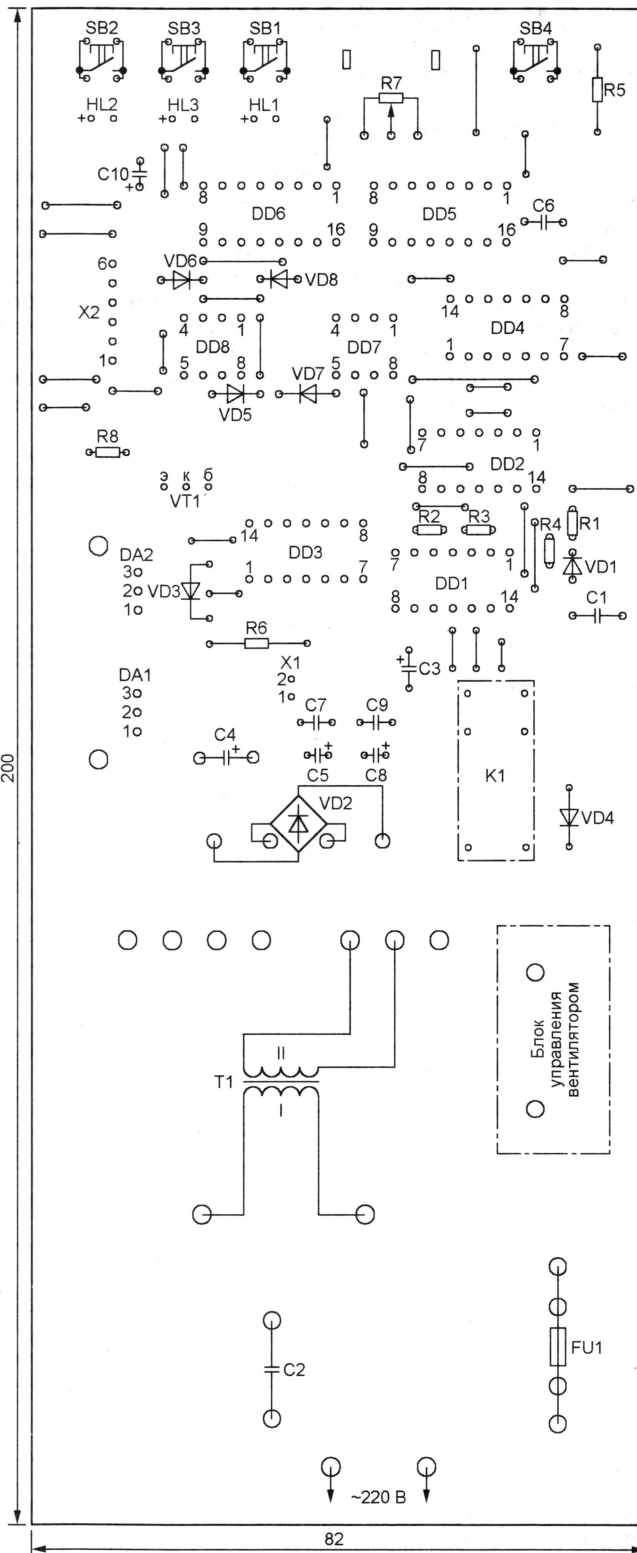 SB2 SB3 SB1 SB4
R7 R5
HL2 HL3 HL1
+ + +
C10
+
8 1 8 1
DD6 DD5 C6
9 16 9 16
VD6 VD8
6
X2
1
14 8
DD4
1 7
4 1 4 1
DD8 DD7
5 8 5 8
VD5 VD7
7 1
DD2
8 14
R8
э к б
VT1
R2 R3 R4 R1
14 8
DD3
1 7
7 1
DD1
8 14
VD1
DA2
3
2
1
VD3
C1
R6
X1
2
1
+
C3
DA1
3
2
1
C7 C9
C4
+ + +
C5 C8
K1
VD2
VD4
200
Блок
управления
вентилятором
II
T1
I
FU1
C2
~220 В
82